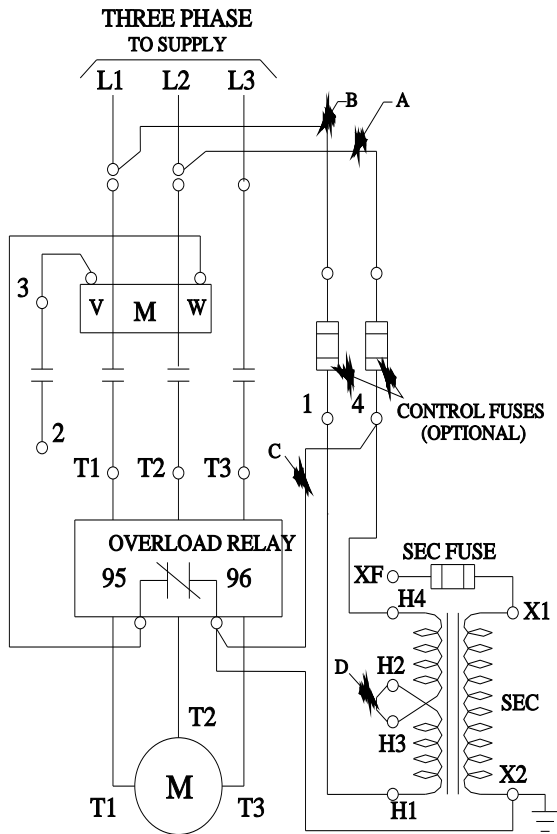 THREE PHASE
TO SUPPLY
L1 L2 L3
B A
3 V M W
1 4 CONTROL FUSES
(OPTIONAL)
2
C
T1 T2 T3
OVERLOAD RELAY
95 96
SEC FUSE
XF
H4 X1
D H2
SEC
H3
T2
X2
M
T1 T3 H1